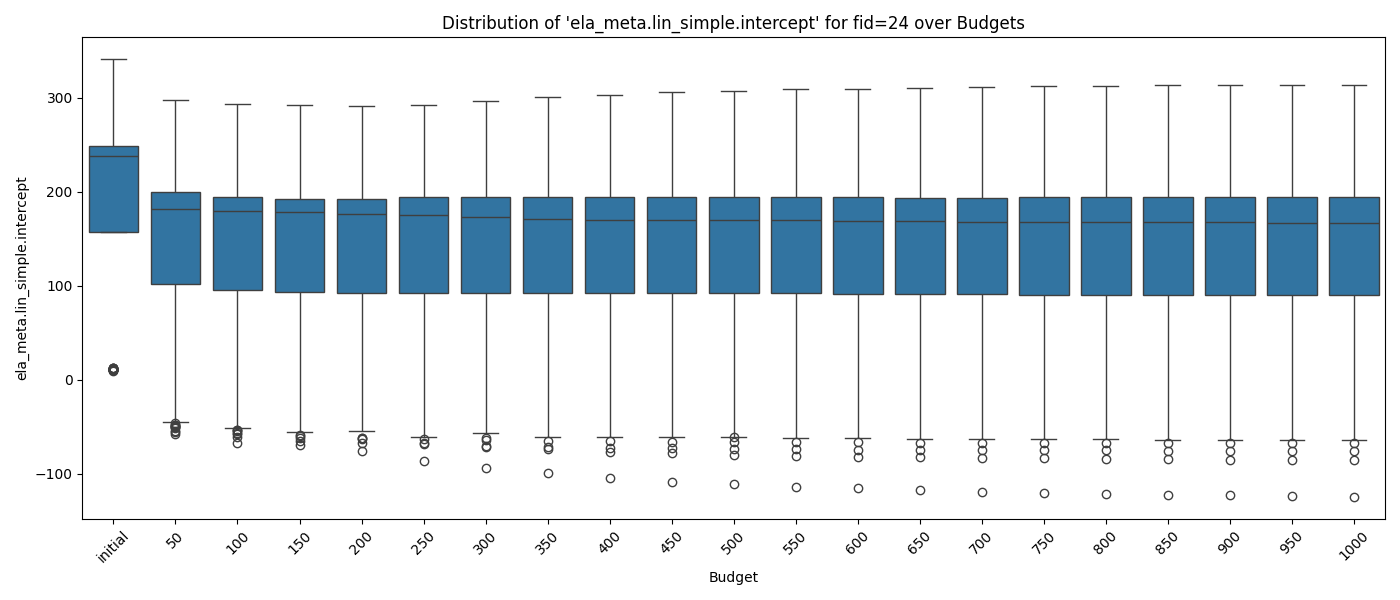 Distribution of 'ela_meta.lin_simple.intercept' for fid=24 over Budgets
ela_meta.lin_simple.intercept
300
200
100
0
−100
initial 50 100 150 200 250 300 350 400 450 500 550 600 650 700 750 800 850 900 950 1000
Budget